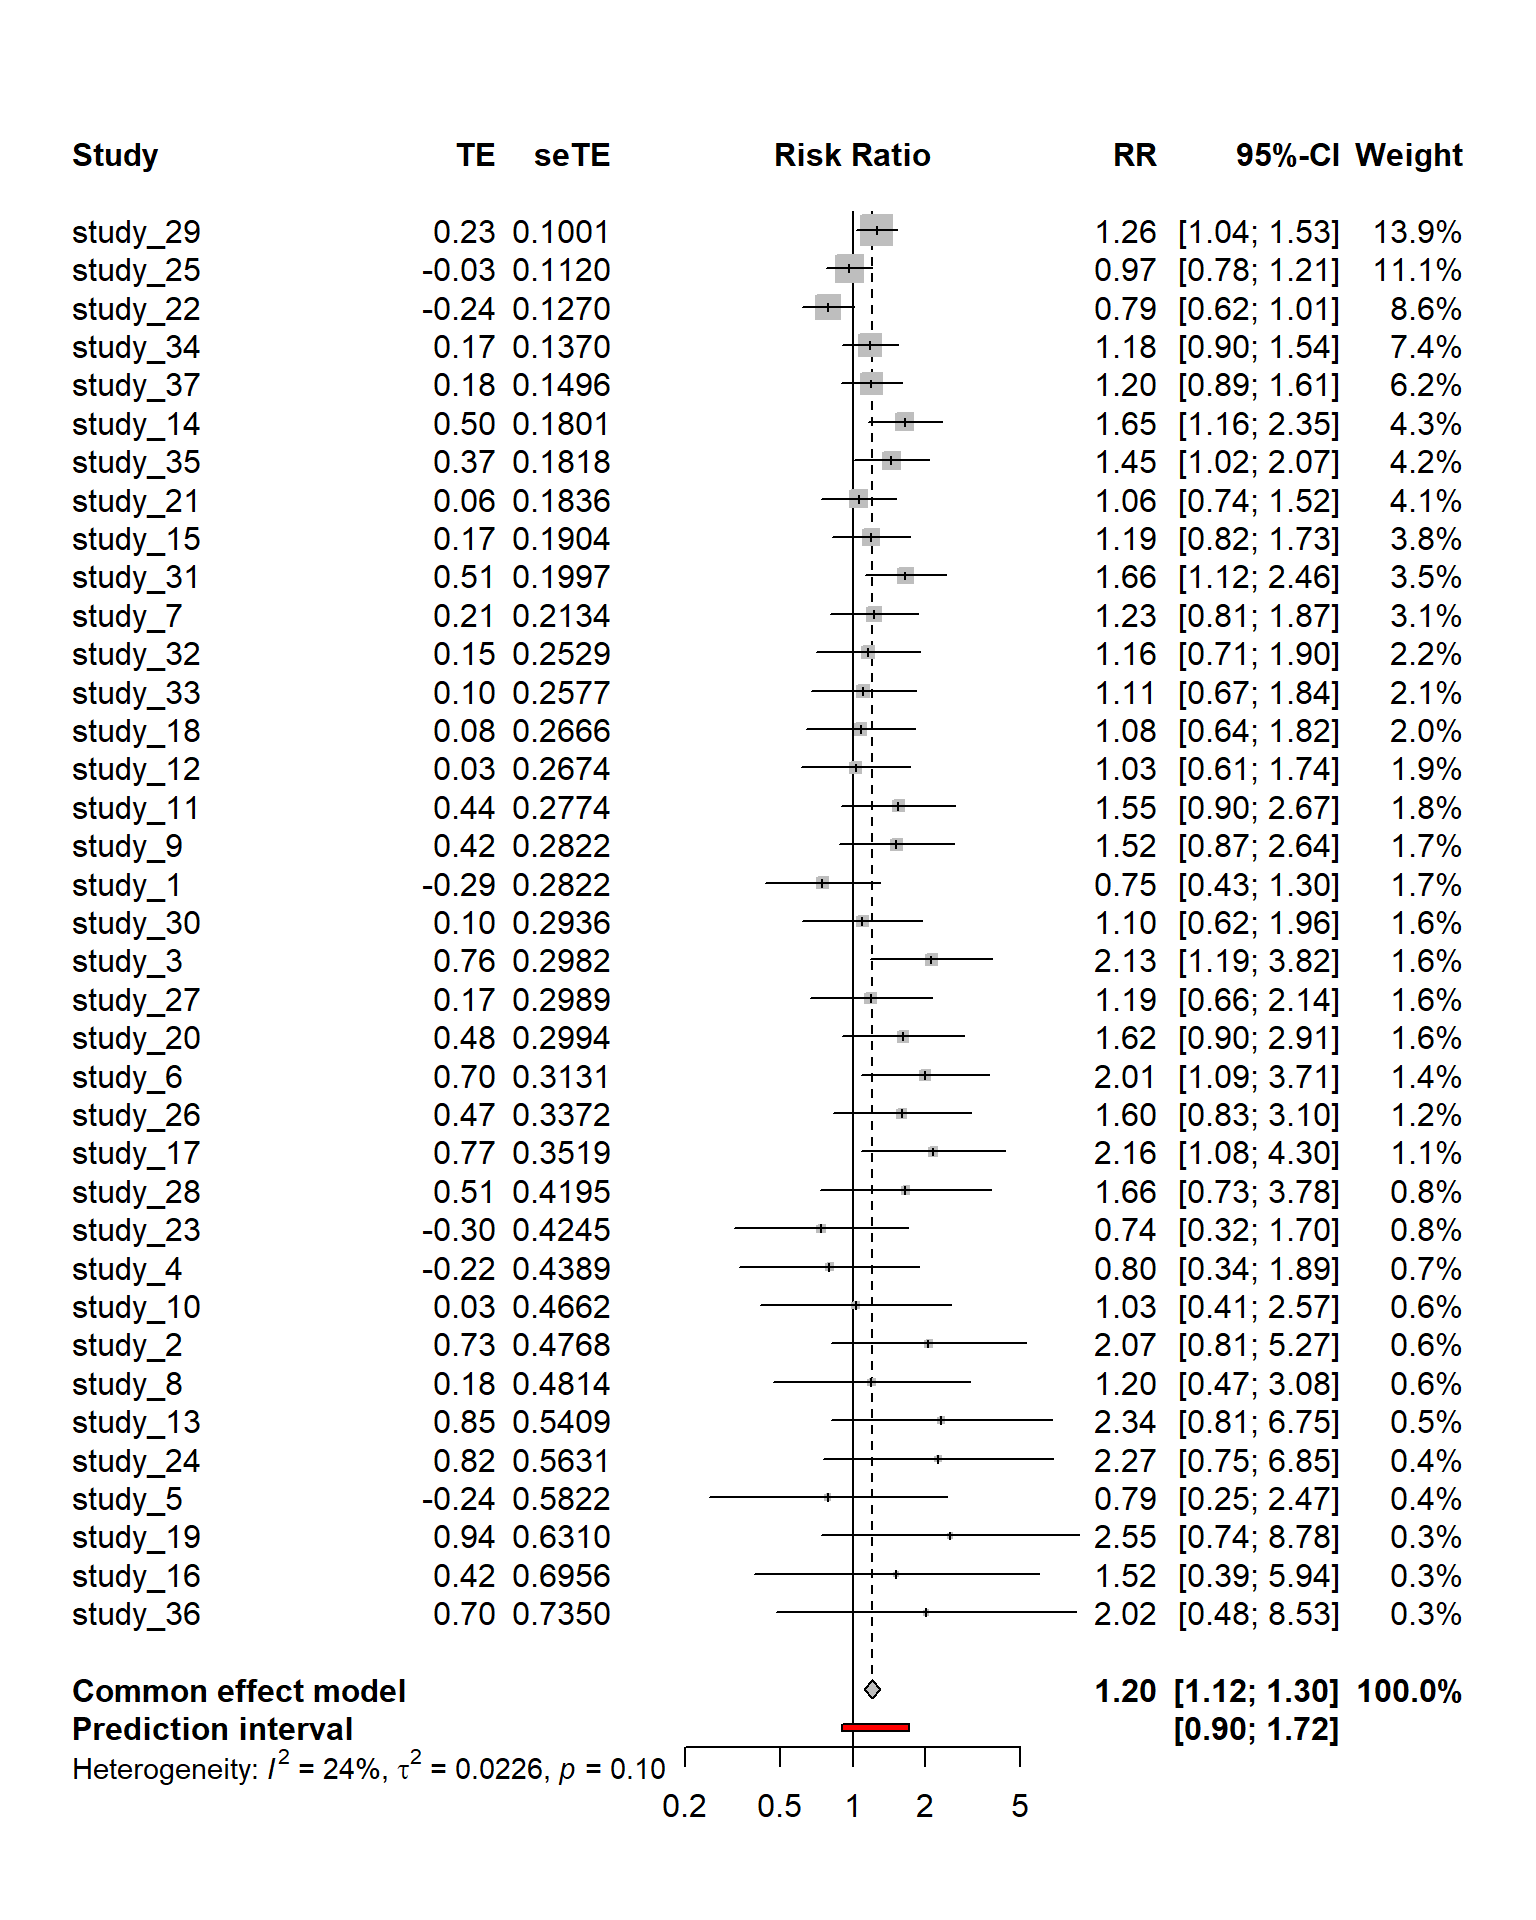 Study TE seTE Risk Ratio RR 95%-CI Weight
study_29 0.23 0.1001 1.26 [1.04; 1.53] 13.9%
study_25 -0.03 0.1120 0.97 [0.78; 1.21] 11.1%
study_22 -0.24 0.1270 0.79 [0.62; 1.01] 8.6%
study_34 0.17 0.1370 1.18 [0.90; 1.54] 7.4%
study_37 0.18 0.1496 1.20 [0.89; 1.61] 6.2%
study_14 0.50 0.1801 1.65 [1.16; 2.35] 4.3%
study_35 0.37 0.1818 1.45 [1.02; 2.07] 4.2%
study_21 0.06 0.1836 1.06 [0.74; 1.52] 4.1%
study_15 0.17 0.1904 1.19 [0.82; 1.73] 3.8%
study_31 0.51 0.1997 1.66 [1.12; 2.46] 3.5%
study_7 0.21 0.2134 1.23 [0.81; 1.87] 3.1%
study_32 0.15 0.2529 1.16 [0.71; 1.90] 2.2%
study_33 0.10 0.2577 1.11 [0.67; 1.84] 2.1%
study_18 0.08 0.2666 1.08 [0.64; 1.82] 2.0%
study_12 0.03 0.2674 1.03 [0.61; 1.74] 1.9%
study_11 0.44 0.2774 1.55 [0.90; 2.67] 1.8%
study_9 0.42 0.2822 1.52 [0.87; 2.64] 1.7%
study_1 -0.29 0.2822 0.75 [0.43; 1.30] 1.7%
study_30 0.10 0.2936 1.10 [0.62; 1.96] 1.6%
study_3 0.76 0.2982 2.13 [1.19; 3.82] 1.6%
study_27 0.17 0.2989 1.19 [0.66; 2.14] 1.6%
study_20 0.48 0.2994 1.62 [0.90; 2.91] 1.6%
study_6 0.70 0.3131 2.01 [1.09; 3.71] 1.4%
study_26 0.47 0.3372 1.60 [0.83; 3.10] 1.2%
study_17 0.77 0.3519 2.16 [1.08; 4.30] 1.1%
study_28 0.51 0.4195 1.66 [0.73; 3.78] 0.8%
study_23 -0.30 0.4245 0.74 [0.32; 1.70] 0.8%
study_4 -0.22 0.4389 0.80 [0.34; 1.89] 0.7%
study_10 0.03 0.4662 1.03 [0.41; 2.57] 0.6%
study_2 0.73 0.4768 2.07 [0.81; 5.27] 0.6%
study_8 0.18 0.4814 1.20 [0.47; 3.08] 0.6%
study_13 0.85 0.5409 2.34 [0.81; 6.75] 0.5%
study_24 0.82 0.5631 2.27 [0.75; 6.85] 0.4%
study_5 -0.24 0.5822 0.79 [0.25; 2.47] 0.4%
study_19 0.94 0.6310 2.55 [0.74; 8.78] 0.3%
study_16 0.42 0.6956 1.52 [0.39; 5.94] 0.3%
study_36 0.70 0.7350 2.02 [0.48; 8.53] 0.3%
Common effect model 1.20 [1.12; 1.30] 100.0%
Prediction interval [0.90; 1.72]
Heterogeneity: I² = 24%, τ² = 0.0226, p = 0.10
0.2 0.5 1 2 5